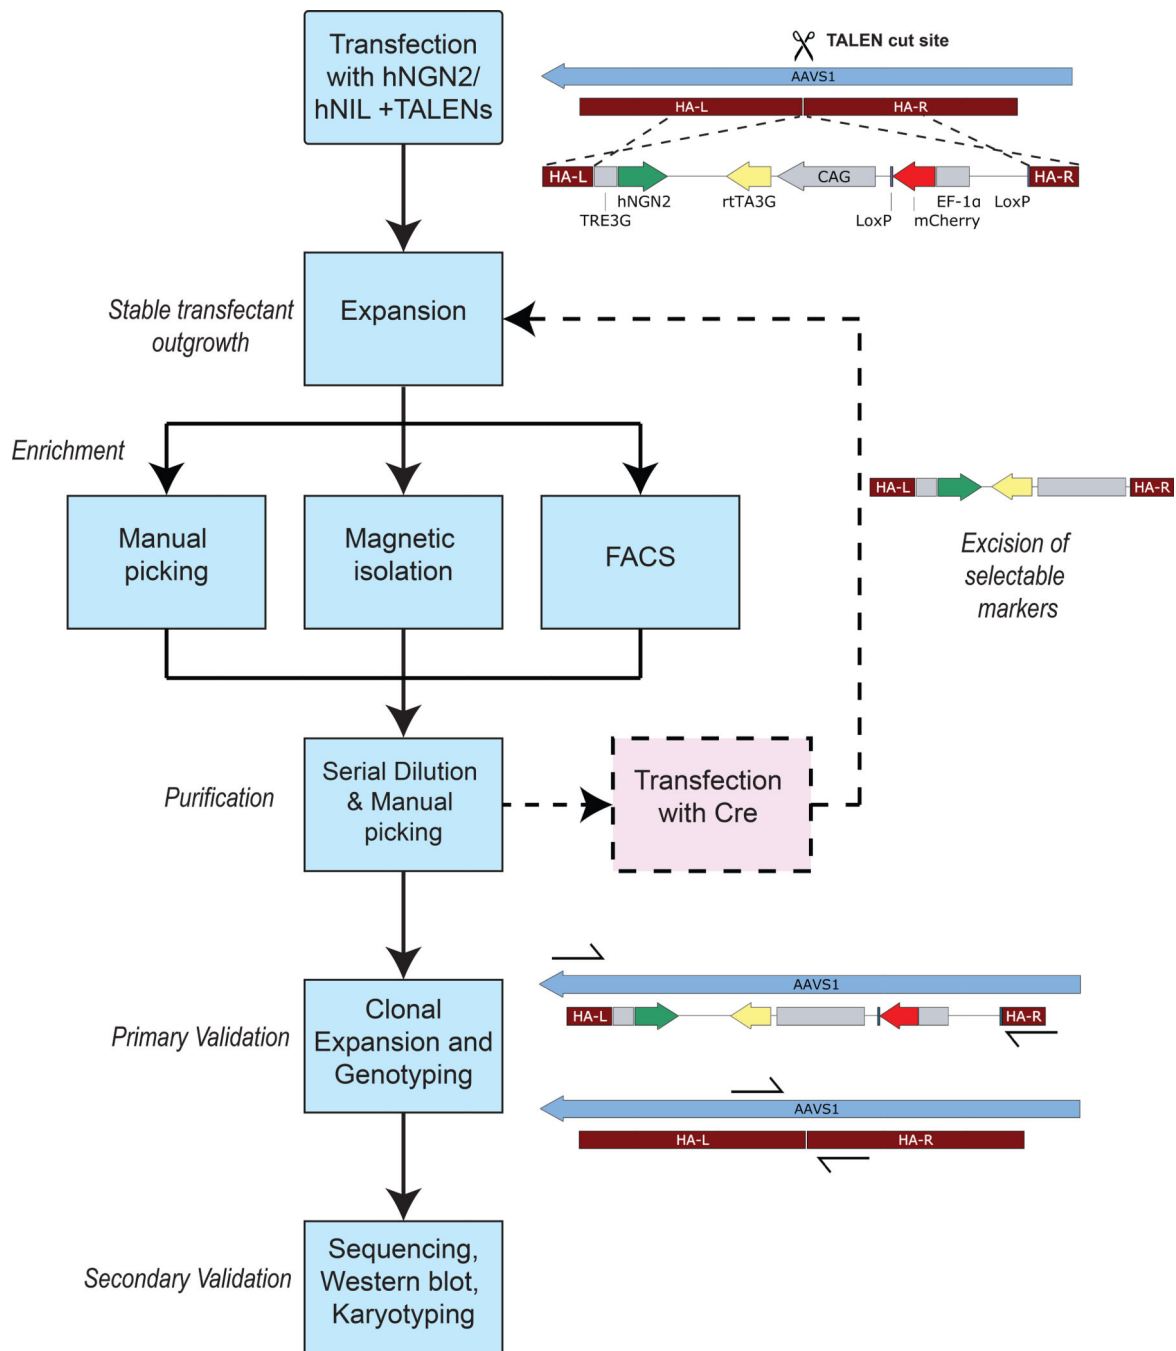 Transfection
with hNGN2/
hNIL +TALENs
TALEN cut site
AAVS1
HA-L
HA-R
HA-L
CAG
HA-R
hNGN2
rtTA3G
EF-1α
LoxP
TRE3G
LoxP
mCherry
Stable transfectant
outgrowth
Expansion
Enrichment
Manual
picking
Magnetic
isolation
FACS
HA-L
HA-R
Excision of
selectable
markers
Purification
Serial Dilution
& Manual
picking
Transfection
with Cre
Primary Validation
Clonal
Expansion and
Genotyping
AAVS1
HA-L
HA-R
AAVS1
HA-L
HA-R
Secondary Validation
Sequencing,
Western blot,
Karyotyping